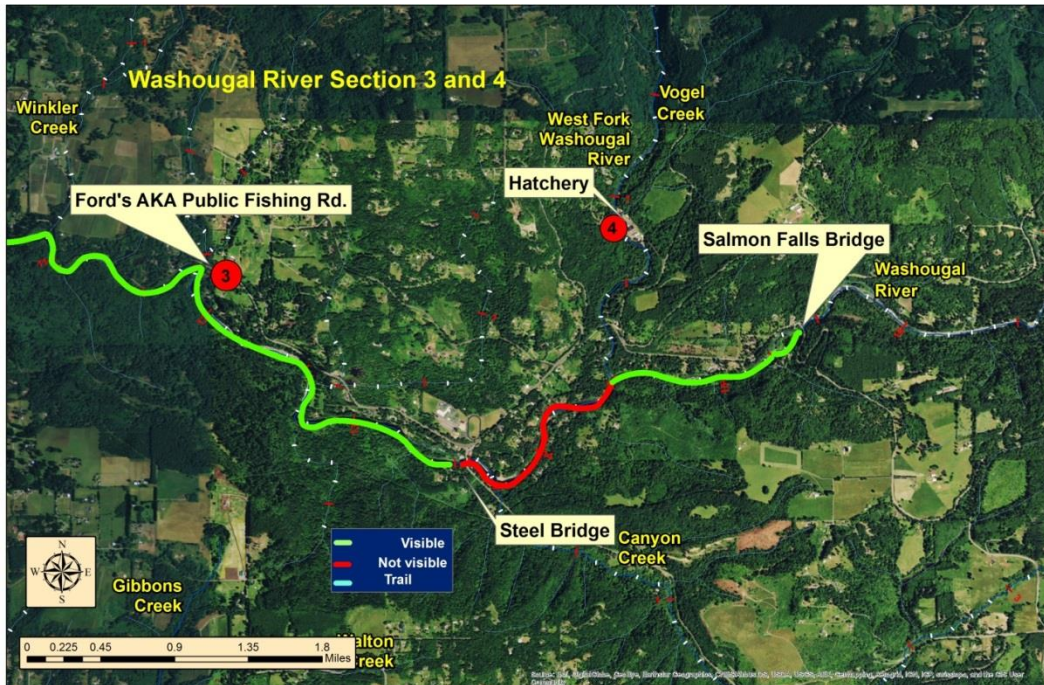 Washougal River Section 3 and 4
Winkler
Creek
Vogel
Creek
West Fork
Washougal
River
Ford's AKA Public Fishing Rd.
Hatchery
4
Salmon Falls Bridge
3
Washougal
River
Steel Bridge
Visible
Not visible
Trail
Canyon
Creek
N
W E
S
Gibbons
Creek
0 0.225 0.45 0.9 1.35 1.8
Miles
Creek